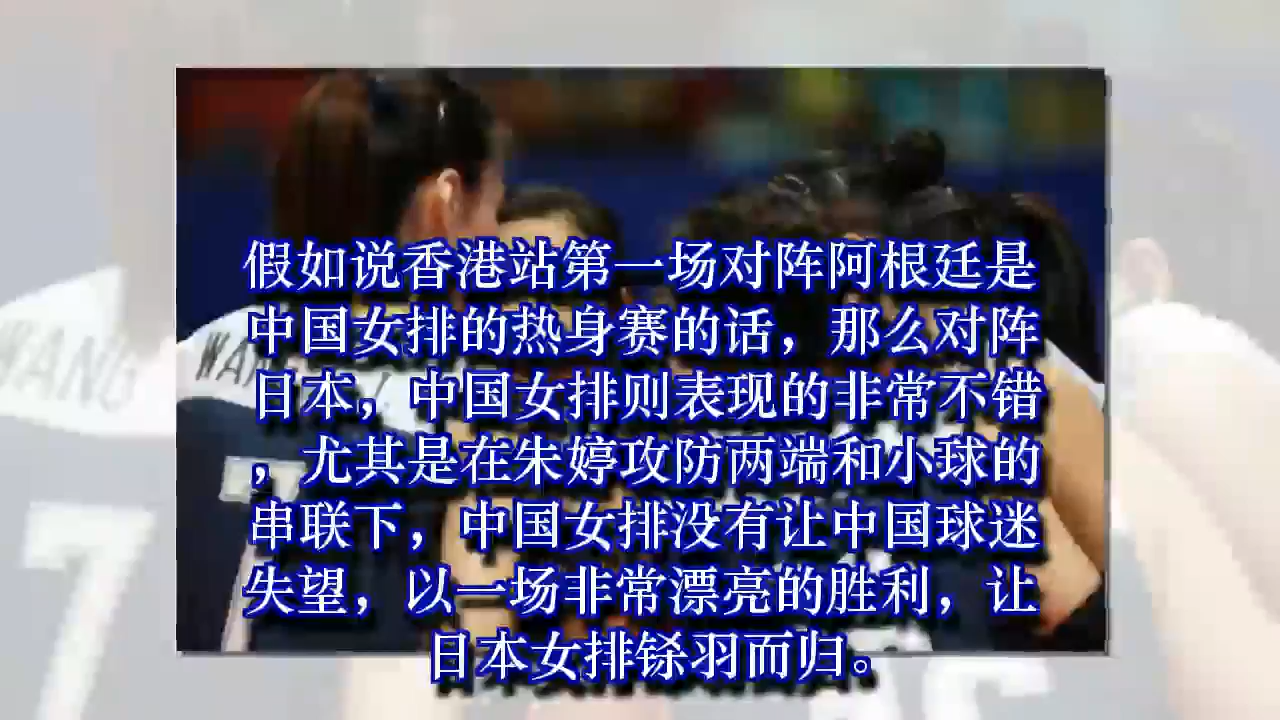 假如说香港站第一场对阵阿根廷是
中国女排的热身赛的话，那么对阵
日本，中国女排则表现的非常不错
，尤其是在朱婷攻防两端和小球的
串联下，中国女排没有让中国球迷
失望，以一场非常漂亮的胜利，让
日本女排铩羽而归。
WANG
7